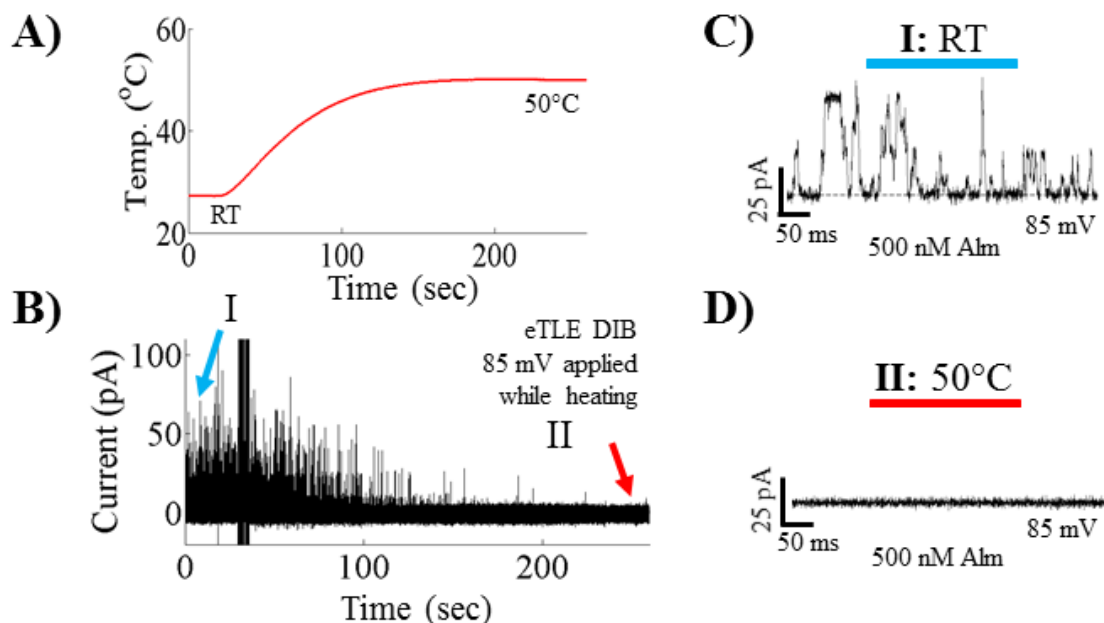 A)
Temp. (°C)
60
40
20
RT
50°C
0
100
200
Time (sec)
B)
Current (pA)
100
50
0
I
eTLE DIB
85 mV applied
while heating
II
0
100
200
Time (sec)
C)
I: RT
25 pA
50 ms
85 mV
500 nM Alm
D)
II: 50°C
25 pA
50 ms
85 mV
500 nM Alm